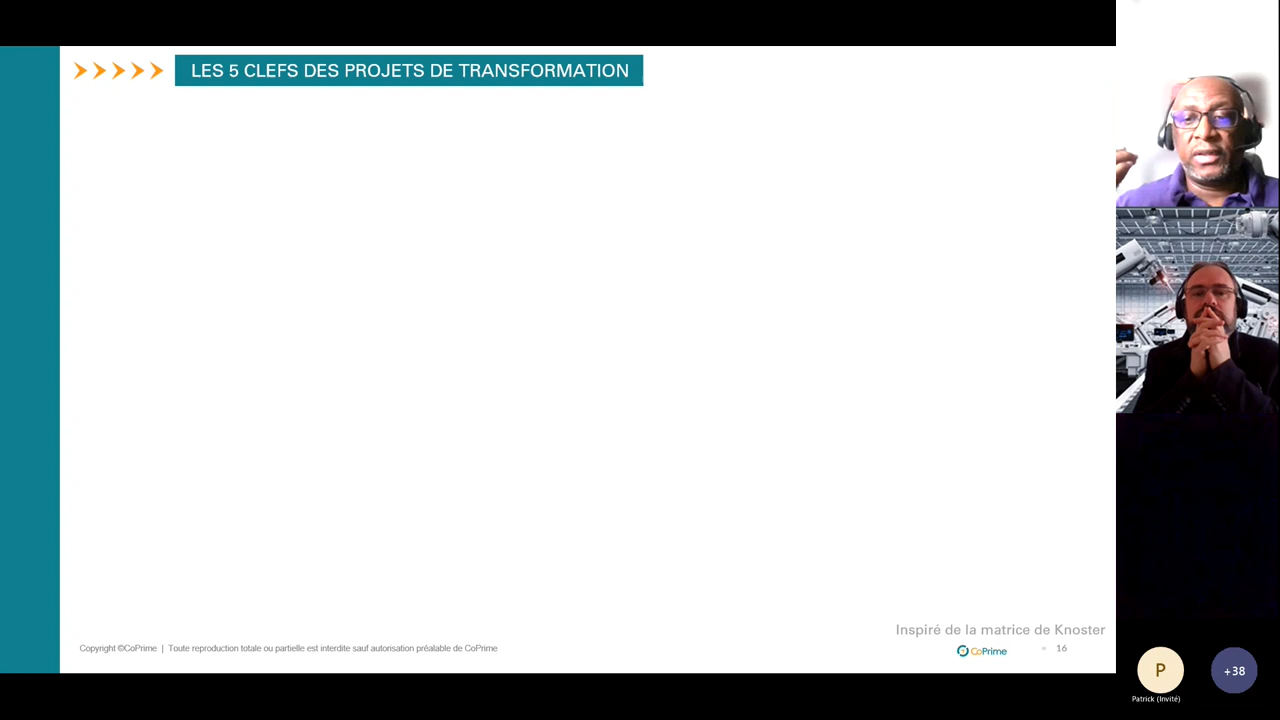 LES 5 CLEFS DES PROJETS DE TRANSFORMATION
Inspiré de la matrice de Knoster
Copyright ©CoPrime | Toute reproduction totale ou partielle est interdite sauf autorisation préalable de CoPrime
CoPrime
16
P
+38
Patrick (Invité)